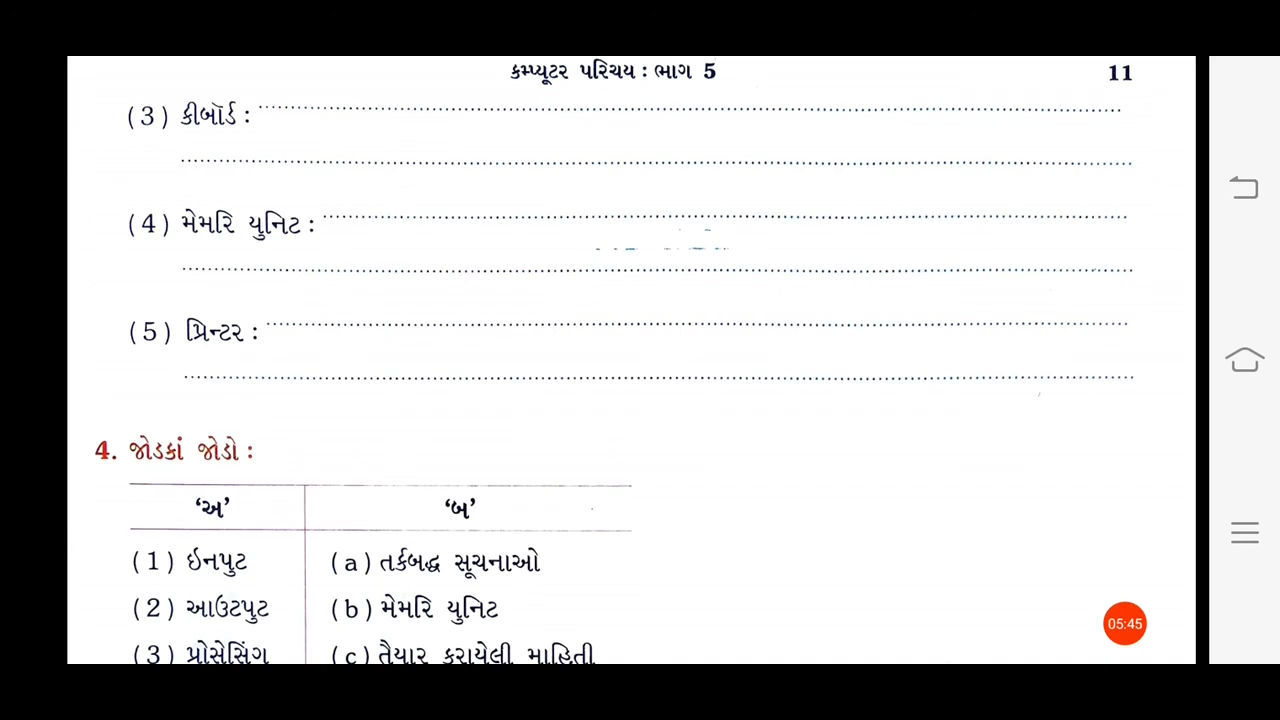 કમ્પ્યૂટર પરિચય : ભાગ 5 11
(3) કીબૉર્ડ :
(4) મેમરિ યુનિટ :
(5) પ્રિન્ટર :
4. જોડકાં જોડો :
‘અ’ ‘બ’
(1) ઇનપુટ (a) તર્કબદ્ધ સૂચનાઓ
(2) આઉટપુટ (b) મેમરિ યુનિટ
(3) પ્રોસેસિંગ (c) તૈયાર કરાયેલી માહિતી
05:45